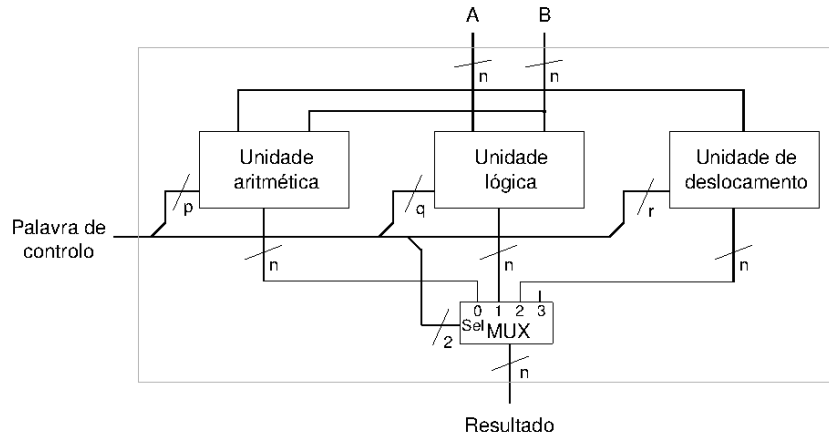 A B
n n
Unidade aritmética
Unidade lógica
Unidade de deslocamento
p
q
r
Palavra de controlo
n
n
n
0 1 2 3
Sel MUX
2
n
Resultado